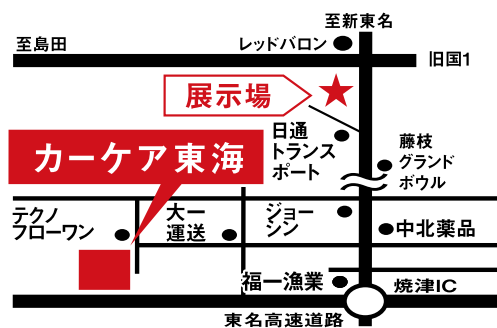 至新東名
至島田
レッドバロン
旧国1
展示場
日通
トランス
ポート
藤枝
グランド
ボウル
カーケア東海
テクノ
フローワン
大一
運送
ジョー
シン
中北薬品
福一漁業
焼津IC
東名高速道路